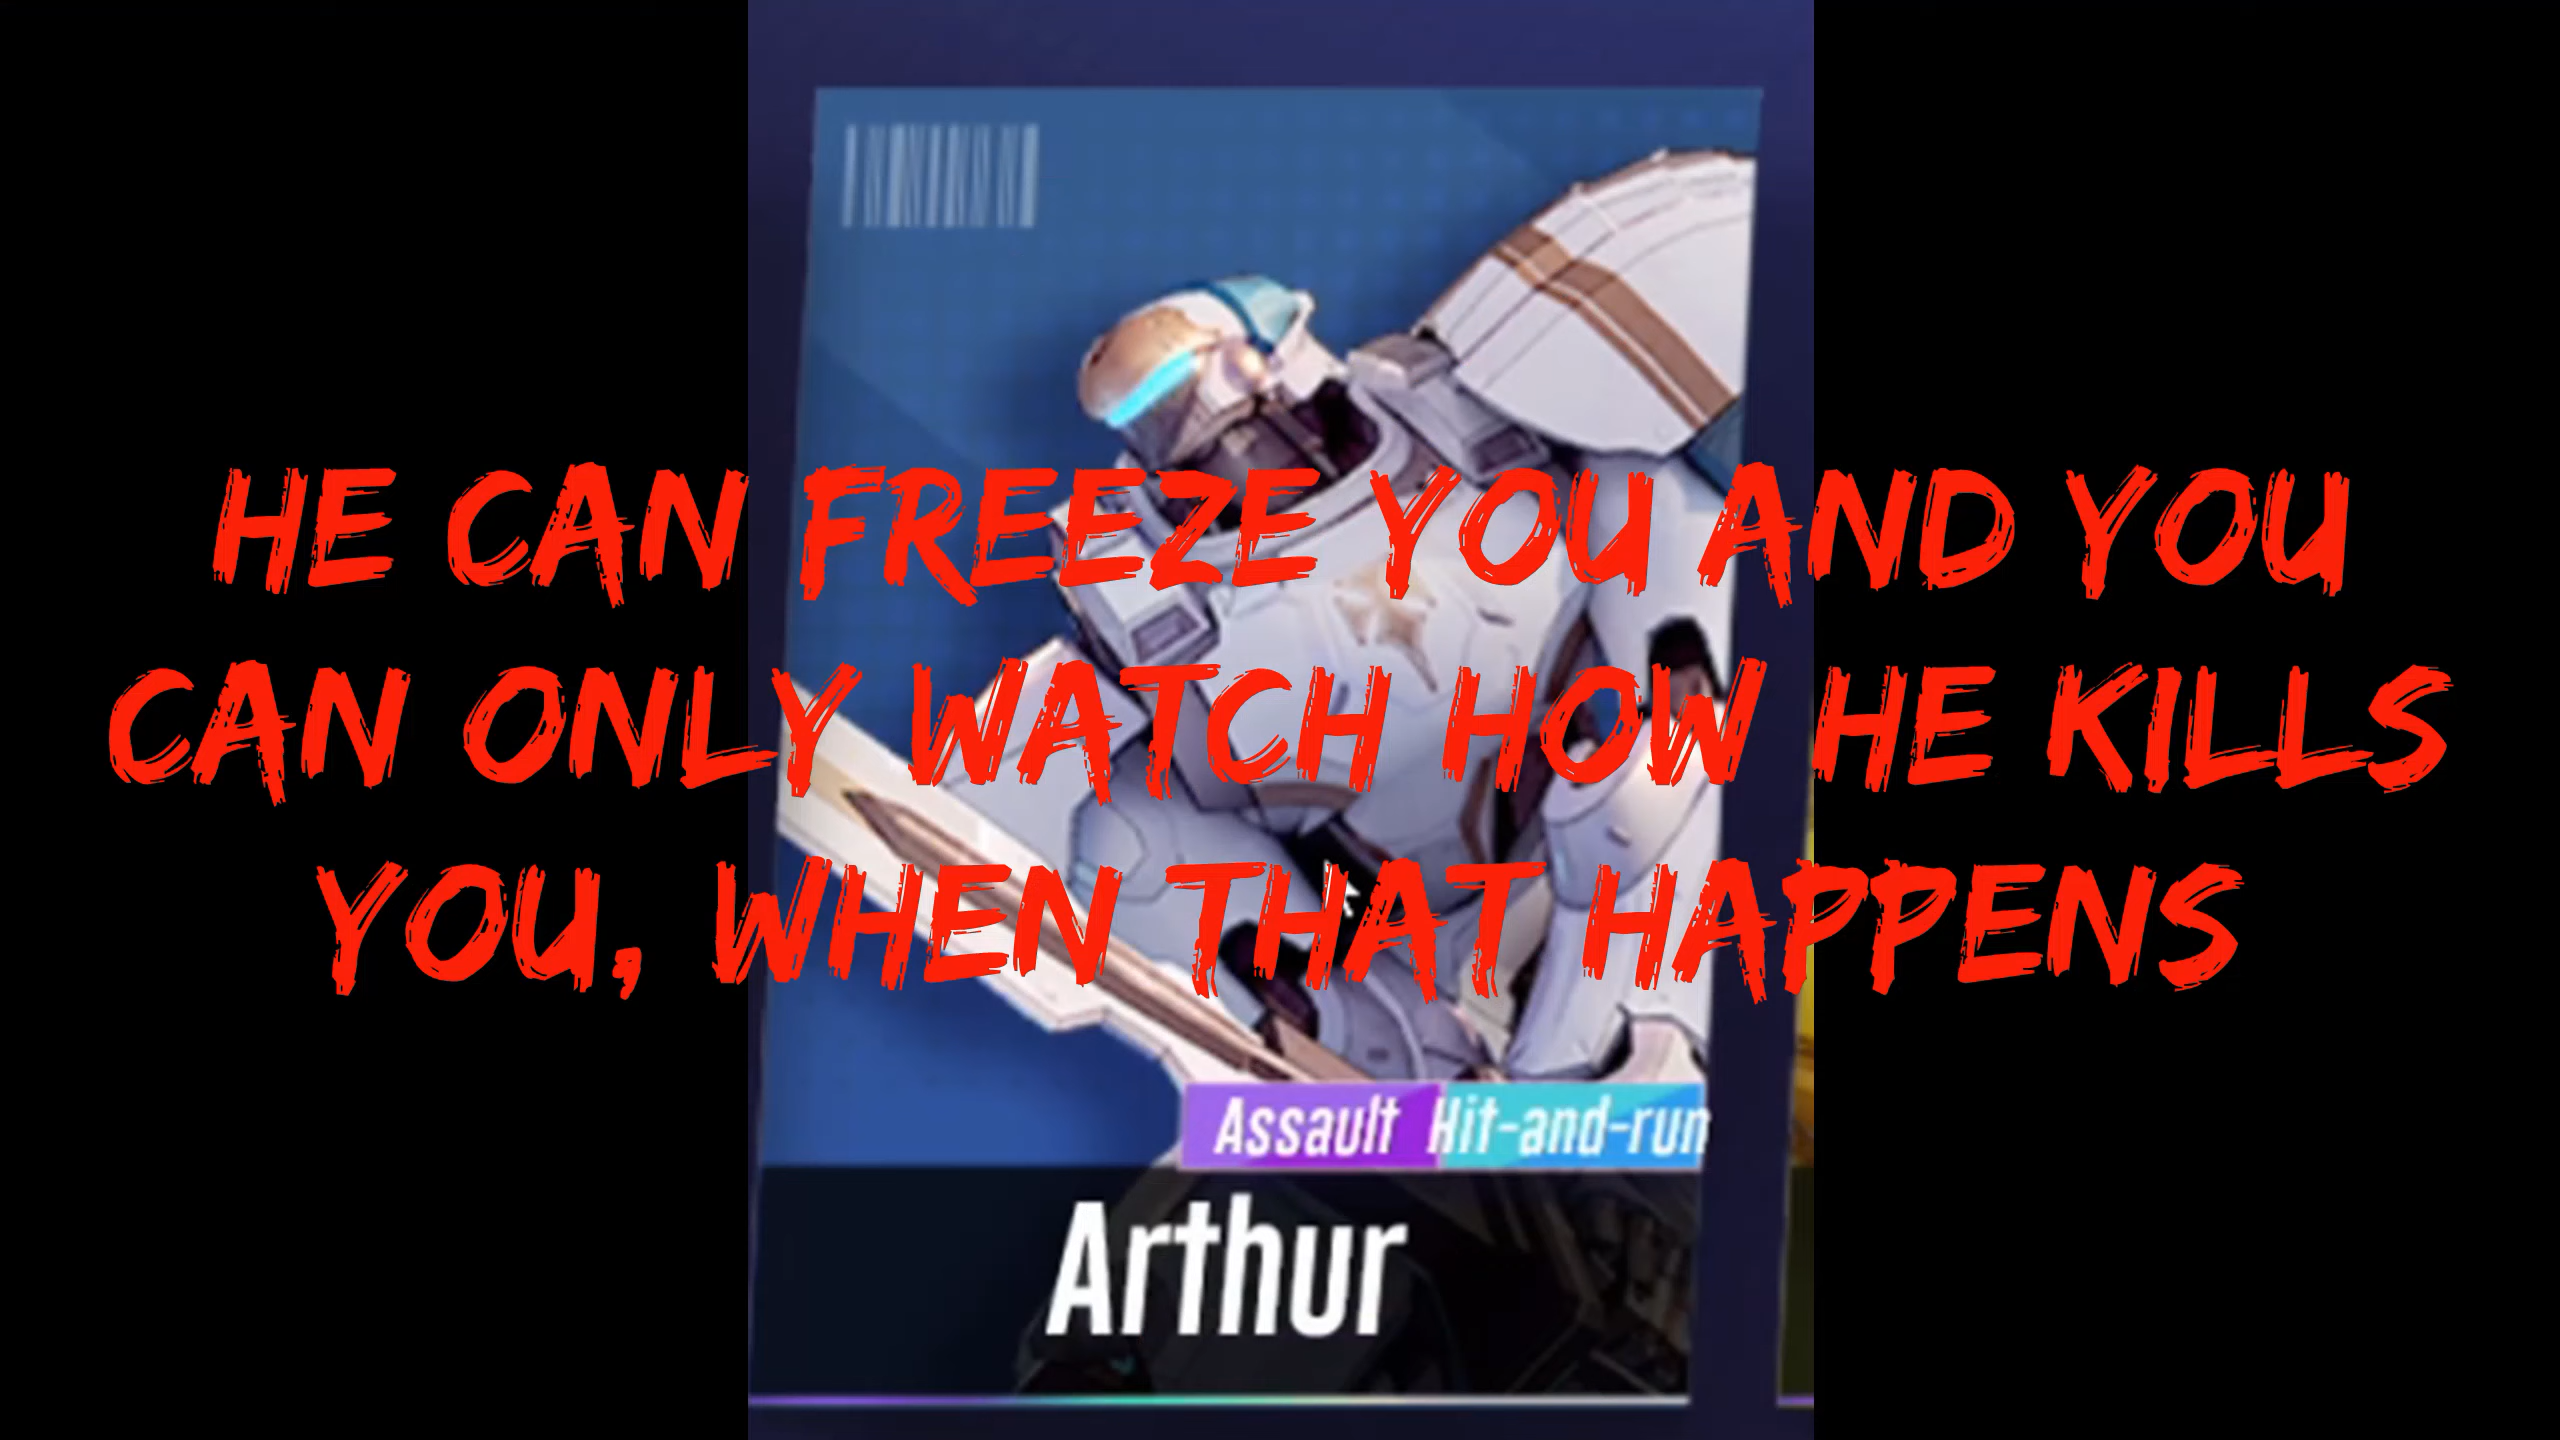 HE CAN FREEZE YOU AND YOU
CAN ONLY WATCH HOW HE KILLS
YOU, WHEN THAT HAPPENS
Assault Hit-and-run
Arthur